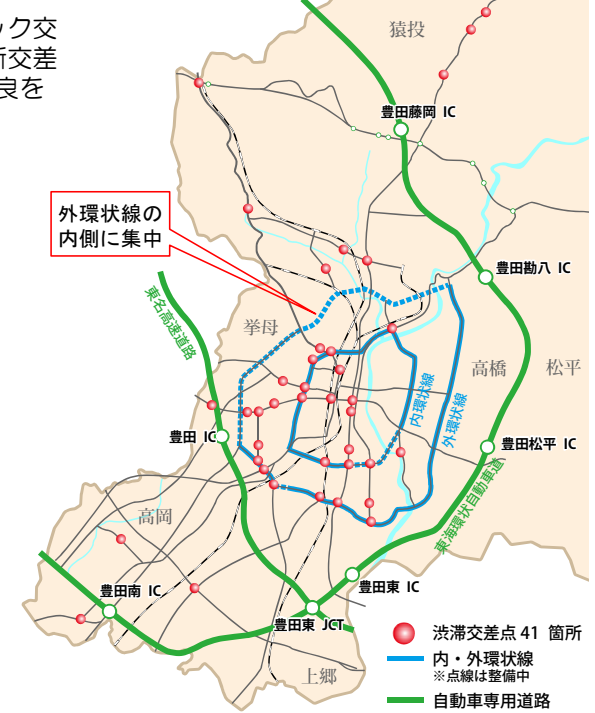 ック交
所交差
良を
猿投
豊田藤岡 IC
外環状線の
内側に集中
豊田勘八 IC
東名高速道路
挙母
高橋
松平
内環状線
外環状線
豊田 IC
豊田松平 IC
高岡
東海環状自動車道
豊田南 IC
豊田東 IC
豊田東 JCT
上郷
渋滞交差点 41 箇所
内・外環状線
※点線は整備中
自動車専用道路